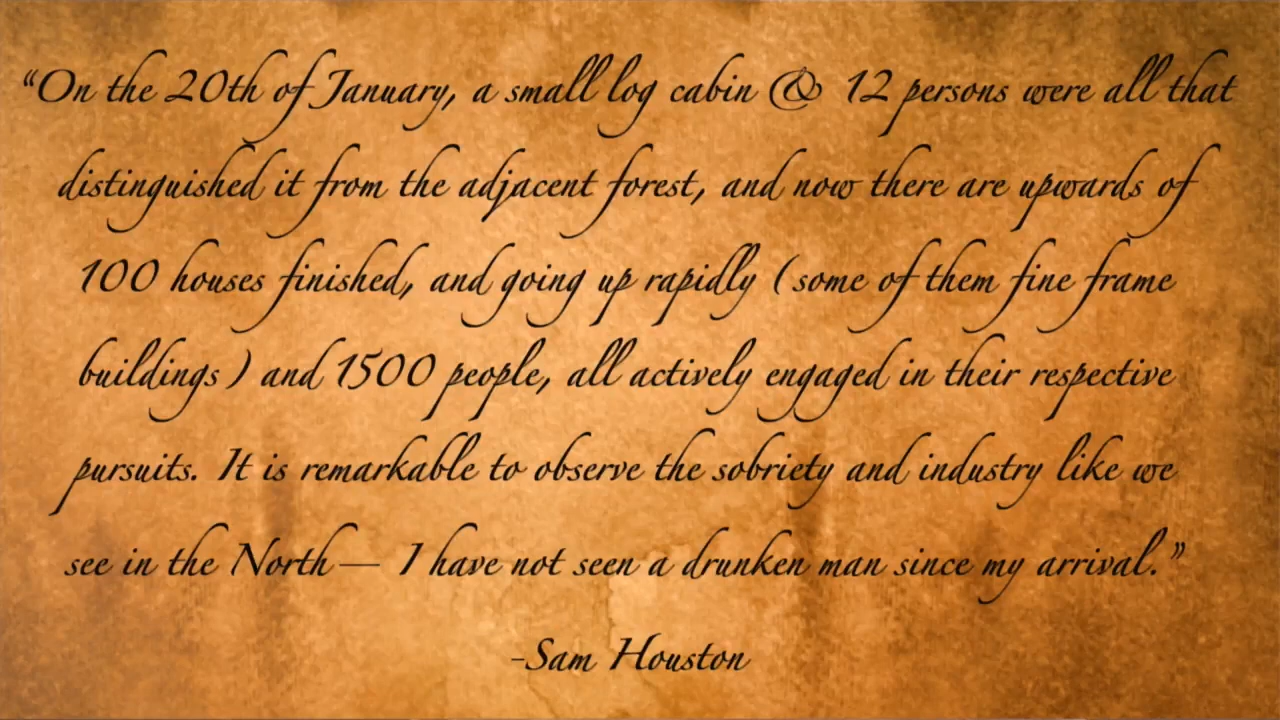 “On the 20th of January, a small log cabin & 12 persons were all that
distinguished it from the adjacent forest, and now there are upwards of
100 houses finished, and going up rapidly (some of them fine frame
buildings) and 1500 people, all actively engaged in their respective
pursuits. It is remarkable to observe the sobriety and industry like we
see in the North— I have not seen a drunken man since my arrival.”
-Sam Houston